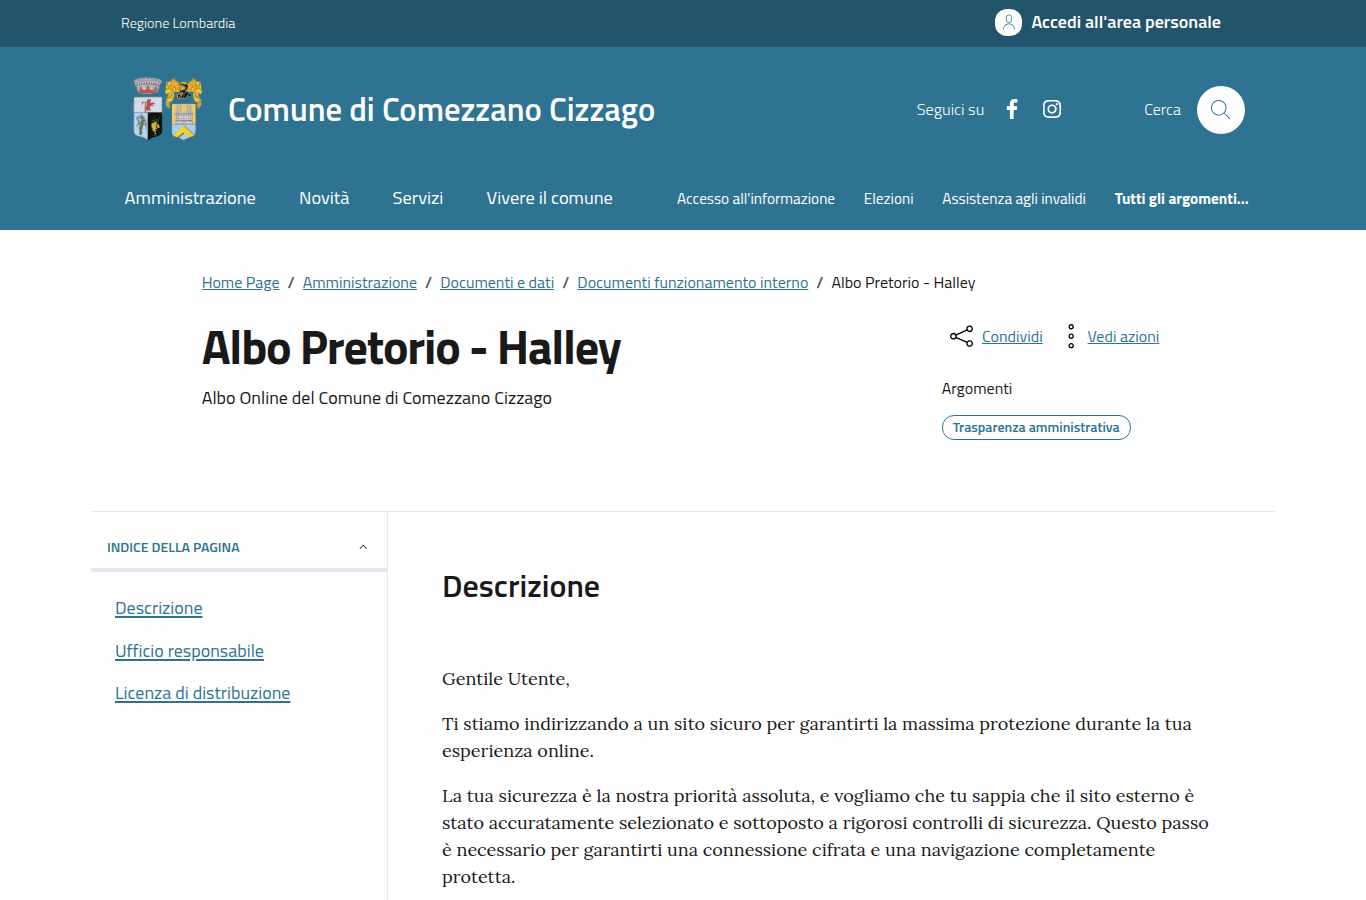 Regione Lombardia
Accedi all'area personale
Comune di Comezzano Cizzago
Seguici su
Cerca
Amministrazione Novità Servizi Vivere il comune Accesso all'informazione Elezioni Assistenza agli invalidi Tutti gli argomenti...
Home Page / Amministrazione / Documenti e dati / Documenti funzionamento interno / Albo Pretorio - Halley
Albo Pretorio - Halley
Albo Online del Comune di Comezzano Cizzago
Condividi Vedi azioni
Argomenti
Trasparenza amministrativa
INDICE DELLA PAGINA
Descrizione
Ufficio responsabile
Licenza di distribuzione
Descrizione
Gentile Utente,
Ti stiamo indirizzando a un sito sicuro per garantirti la massima protezione durante la tua
esperienza online.
La tua sicurezza è la nostra priorità assoluta, e vogliamo che tu sappia che il sito esterno è
stato accuratamente selezionato e sottoposto a rigorosi controlli di sicurezza. Questo passo
è necessario per garantirti una connessione cifrata e una navigazione completamente
protetta.